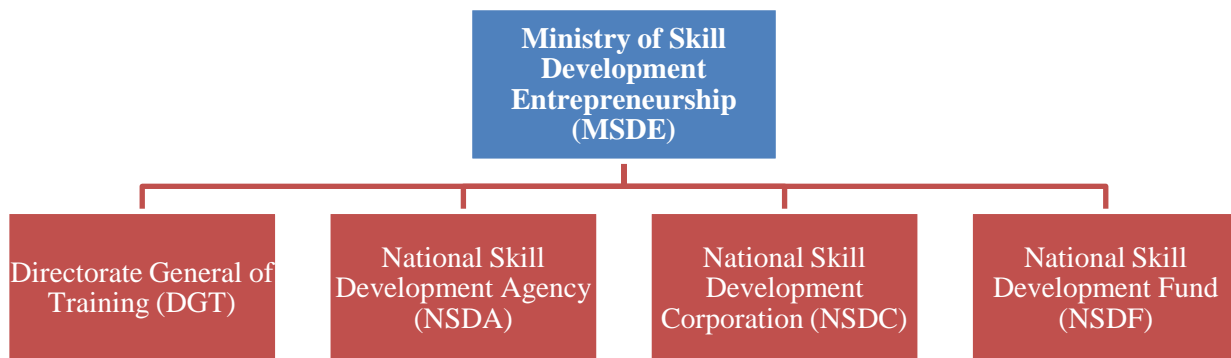 Ministry of Skill
Development
Entrepreneurship
(MSDE)
Directorate General of
Training (DGT)
National Skill
Development Agency
(NSDA)
National Skill
Development
Corporation (NSDC)
National Skill
Development Fund
(NSDF)